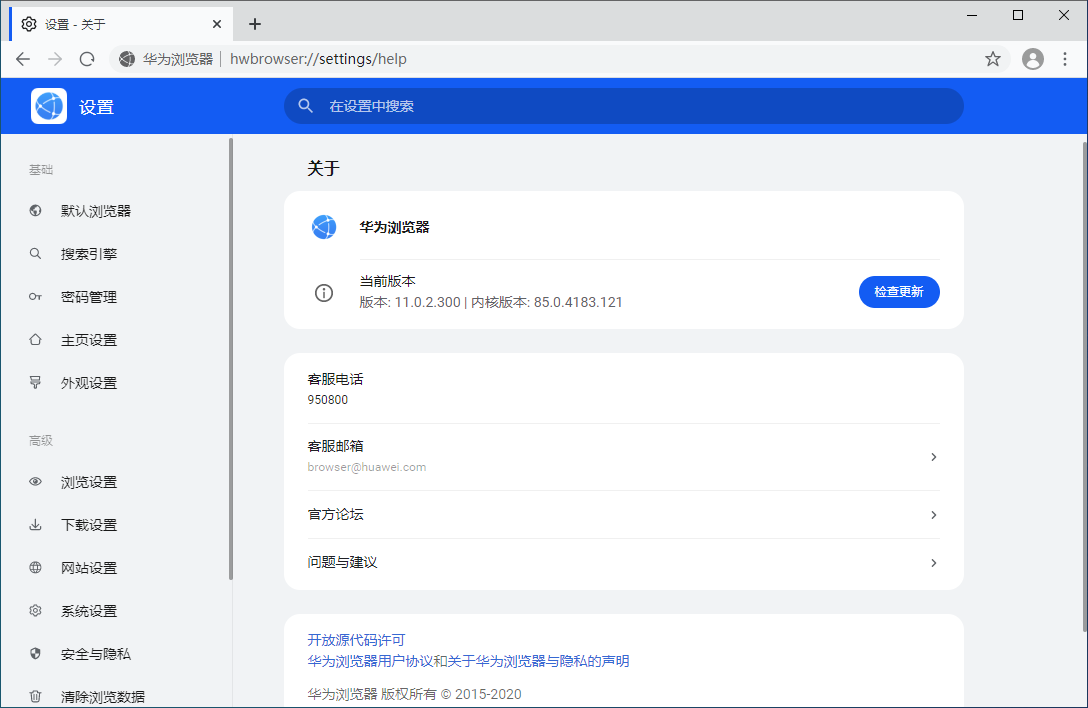 设置 - 关于
华为浏览器 | hwbrowser://settings/help
设置
在设置中搜索
基础
默认浏览器
搜索引擎
密码管理
主页设置
外观设置
高级
浏览设置
下载设置
网站设置
系统设置
安全与隐私
清除浏览数据
关于
华为浏览器
当前版本
版本: 11.0.2.300 | 内核版本: 85.0.4183.121
检查更新
客服电话
950800
客服邮箱
browser@huawei.com
官方论坛
问题与建议
开放源代码许可
华为浏览器用户协议和关于华为浏览器与隐私的声明
华为浏览器 版权所有 © 2015-2020